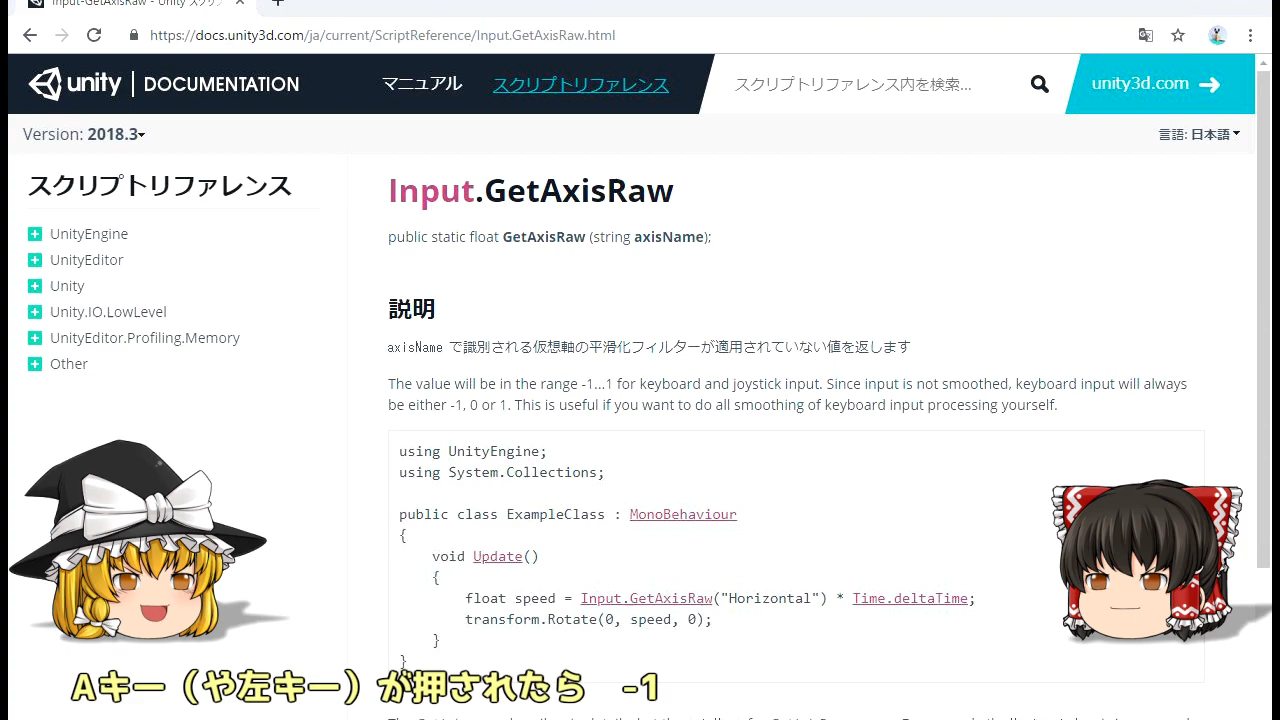 Input-GetAxisRaw - Unity スクリプ
https://docs.unity3d.com/ja/current/ScriptReference/Input.GetAxisRaw.html
unity | DOCUMENTATION
マニュアル
スクリプトリファレンス
スクリプトリファレンス内を検索...
unity3d.com
Version: 2018.3
言語: 日本語
スクリプトリファレンス
UnityEngine
UnityEditor
Unity
Unity.IO.LowLevel
UnityEditor.Profiling.Memory
Other
Input.GetAxisRaw
public static float GetAxisRaw (string axisName);
説明
axisName で識別される仮想軸の平滑化フィルターが適用されていない値を返します
The value will be in the range -1...1 for keyboard and joystick input. Since input is not smoothed, keyboard input will always
be either -1, 0 or 1. This is useful if you want to do all smoothing of keyboard input processing yourself.
using UnityEngine;
using System.Collections;
public class ExampleClass : MonoBehaviour
{
void Update()
{
float speed = Input.GetAxisRaw("Horizontal") * Time.deltaTime;
transform.Rotate(0, speed, 0);
}
}
Aキー（や左キー）が押されたら -1